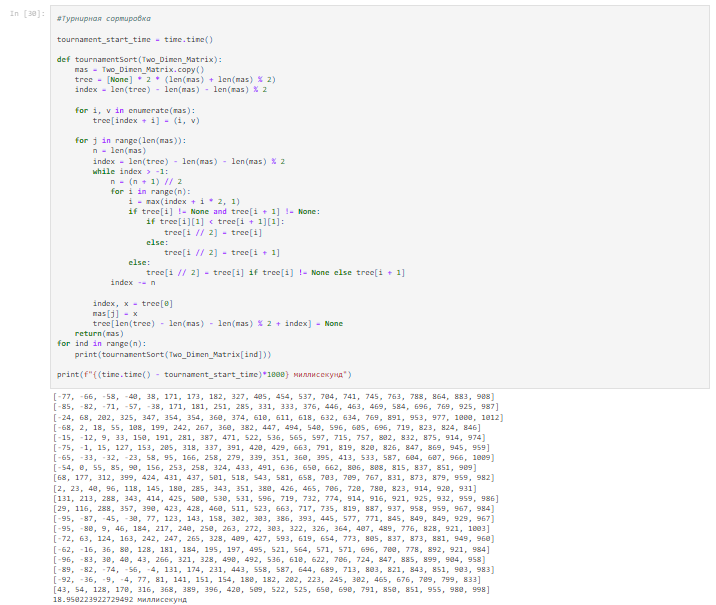 In [30]:
#Турнирная сортировка
tournament_start_time = time.time()
def tournamentSort(Two_Dimen_Matrix):
    mas = Two_Dimen_Matrix.copy()
    tree = [None] * 2 * (len(mas) + len(mas) % 2)
    index = len(tree) - len(mas) - len(mas) % 2
    for i, v in enumerate(mas):
        tree[index + i] = (i, v)
    for j in range(len(mas)):
        n = len(mas)
        index = len(tree) - len(mas) - len(mas) % 2
        while index > -1:
            n = (n + 1) // 2
            for i in range(n):
                i = max(index + i * 2, 1)
                if tree[i] != None and tree[i + 1] != None:
                    if tree[i][1] < tree[i + 1][1]:
                        tree[i // 2] = tree[i]
                    else:
                        tree[i // 2] = tree[i + 1]
                else:
                    tree[i // 2] = tree[i] if tree[i] != None else tree[i + 1]
            index -= n
        index, x = tree[0]
        mas[j] = x
        tree[len(tree) - len(mas) - len(mas) % 2 + index] = None
    return(mas)
for ind in range(n):
    print(tournamentSort(Two_Dimen_Matrix[ind]))
print(f"{(time.time() - tournament_start_time)*1000} миллисекунд")
[-77, -66, -58, -40, 38, 171, 173, 182, 327, 405, 454, 537, 704, 741, 745, 763, 788, 864, 883, 908]
[-85, -82, -71, -57, -38, 171, 181, 251, 285, 331, 333, 376, 446, 463, 469, 584, 696, 769, 925, 987]
[-24, 68, 202, 325, 347, 354, 354, 360, 374, 610, 611, 618, 632, 634, 769, 891, 953, 977, 1000, 1012]
[-68, 2, 18, 55, 108, 199, 242, 267, 360, 382, 447, 494, 540, 596, 605, 696, 719, 823, 824, 846]
[-15, -12, 9, 33, 150, 191, 281, 387, 471, 522, 536, 565, 597, 715, 757, 802, 832, 875, 914, 974]
[-75, -1, 15, 127, 153, 205, 318, 337, 391, 420, 429, 663, 791, 819, 820, 826, 847, 869, 945, 959]
[-65, -33, -32, -23, 58, 95, 166, 258, 279, 339, 351, 360, 395, 413, 533, 587, 604, 607, 966, 1009]
[-54, 0, 55, 85, 90, 156, 253, 258, 324, 433, 491, 636, 650, 662, 806, 808, 815, 837, 851, 909]
[68, 177, 312, 399, 424, 431, 437, 501, 518, 543, 581, 658, 703, 709, 767, 831, 873, 879, 959, 982]
[2, 23, 40, 96, 118, 145, 180, 285, 343, 351, 380, 426, 465, 706, 720, 780, 823, 914, 920, 931]
[131, 213, 288, 343, 414, 425, 500, 530, 531, 596, 719, 732, 774, 914, 916, 921, 925, 932, 959, 986]
[29, 116, 288, 357, 390, 423, 428, 460, 511, 523, 663, 717, 735, 819, 887, 937, 958, 959, 967, 984]
[-95, -87, -45, -30, 77, 123, 143, 158, 302, 303, 386, 393, 445, 577, 771, 845, 849, 849, 929, 967]
[-95, -80, 9, 46, 184, 217, 240, 250, 263, 272, 303, 322, 326, 364, 407, 489, 776, 828, 921, 1003]
[-72, 63, 124, 163, 242, 247, 265, 328, 409, 427, 593, 619, 654, 773, 805, 837, 873, 881, 949, 960]
[-62, -16, 36, 80, 128, 181, 184, 195, 197, 495, 521, 564, 571, 571, 696, 700, 778, 892, 921, 984]
[-96, -83, 30, 40, 43, 266, 321, 328, 490, 492, 536, 610, 622, 706, 724, 847, 885, 899, 904, 958]
[-89, -82, -74, -56, -4, 131, 174, 231, 443, 558, 587, 644, 689, 713, 803, 821, 843, 851, 903, 983]
[-92, -36, -9, -4, 77, 81, 141, 151, 154, 180, 182, 202, 223, 245, 302, 465, 676, 709, 799, 833]
[43, 54, 128, 170, 316, 368, 389, 396, 420, 509, 522, 525, 650, 690, 791, 850, 851, 955, 980, 998]
18.950223922729492 миллисекунд